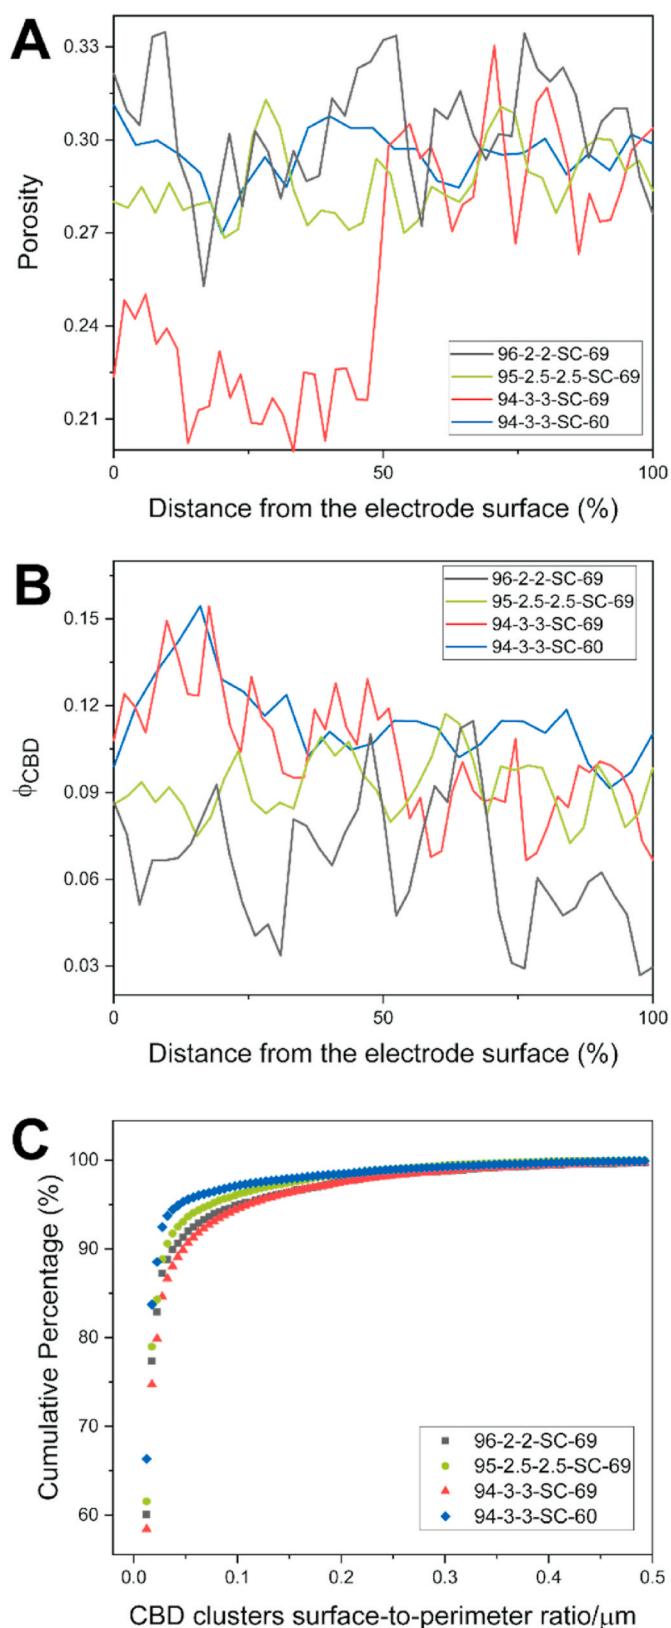 A
0.33
0.30
0.27
0.24
0.21
Porosity
96-2-2-SC-69
95-2.5-2.5-SC-69
94-3-3-SC-69
94-3-3-SC-60
0
50
100
Distance from the electrode surface (%)
B
0.15
0.12
0.09
0.06
0.03
ϕCBD
96-2-2-SC-69
95-2.5-2.5-SC-69
94-3-3-SC-69
94-3-3-SC-60
0
50
100
Distance from the electrode surface (%)
C
100
90
80
70
60
Cumulative Percentage (%)
96-2-2-SC-69
95-2.5-2.5-SC-69
94-3-3-SC-69
94-3-3-SC-60
0.0
0.1
0.2
0.3
0.4
0.5
CBD clusters surface-to-perimeter ratio/μm